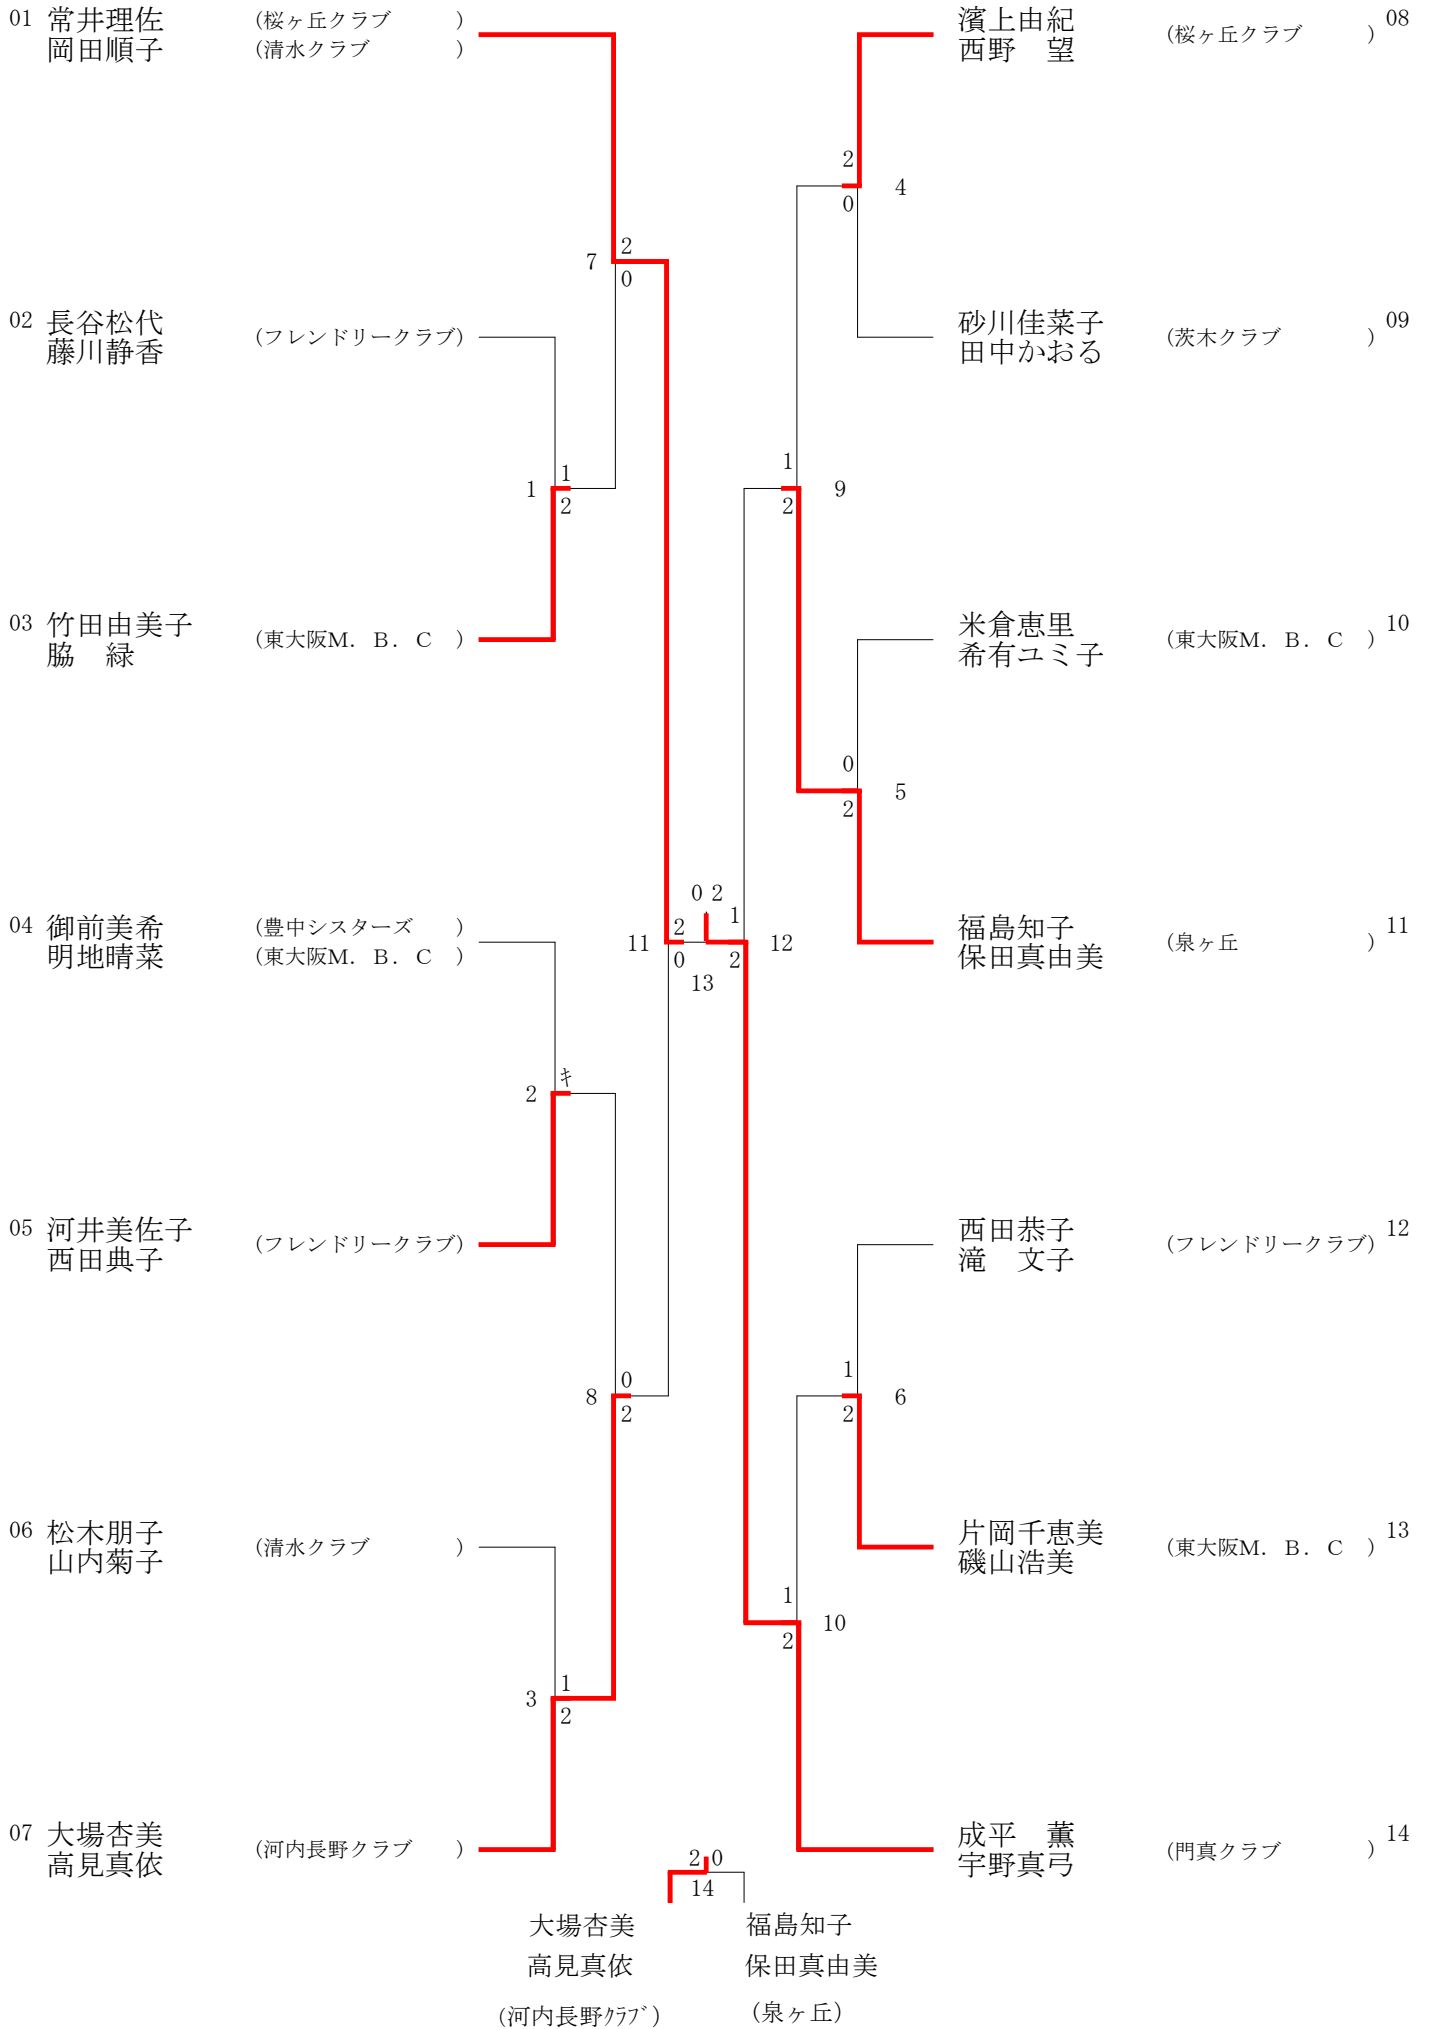 01 常井理佐 (桜ヶ丘クラブ )
岡田順子 (清水クラブ )
濱上由紀 (桜ヶ丘クラブ ) 08
西野 望
2
0
4
7
2
0
02 長谷松代 (フレンドリークラブ)
藤川静香
砂川佳菜子 (茨木クラブ ) 09
田中かおる
1
1
2
1
2
9
03 竹田由美子 (東大阪M. B. C )
脇 緑
米倉恵里 (東大阪M. B. C ) 10
希有ユミ子
0
2
5
04 御前美希 (豊中シスターズ )
明地晴菜 (東大阪M. B. C )
11
2
0
0 2
13
1
2
12
福島知子 (泉ヶ丘 ) 11
保田真由美
2
キ
05 河井美佐子 (フレンドリークラブ)
西田典子
西田恭子 (フレンドリークラブ) 12
滝 文子
8
0
2
1
2
6
06 松木朋子 (清水クラブ )
山内菊子
片岡千恵美 (東大阪M. B. C ) 13
磯山浩美
1
2
10
3
1
2
07 大場杏美 (河内長野クラブ )
高見真依
成平 薫 (門真クラブ ) 14
宇野真弓
2 0
14
大場杏美 福島知子
高見真依 保田真由美
(河内長野ｸﾗﾌﾞ) (泉ヶ丘)